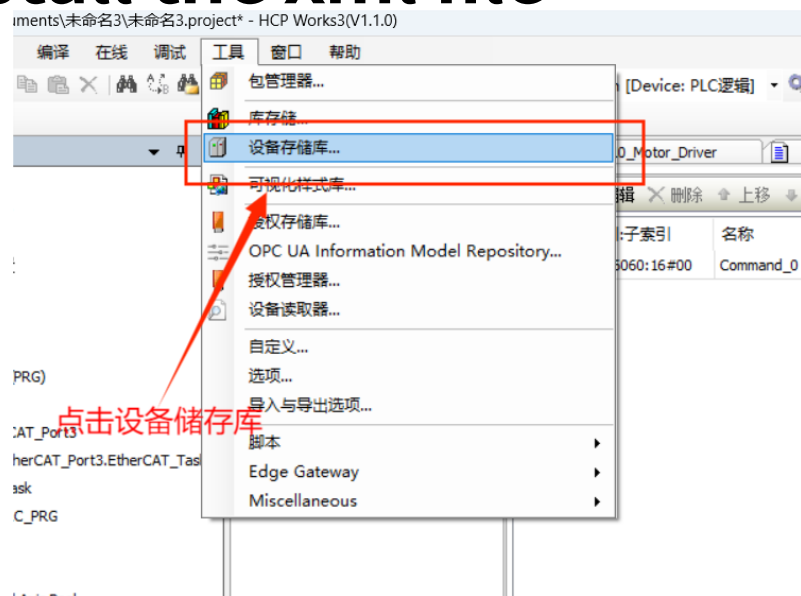 stall the xml file
uments\未命名3\未命名3.project* - HCP Works3(V1.1.0)
编译 在线 调试 工具 窗口 帮助
包管理器...
[Device: PLC逻辑]
库存储...
设备存储库...
.0_Motor_Driver
可视化样式库...
辑 删除 上移
授权存储库...
:子索引 名称
OPC UA Information Model Repository...
6060:16#00 Command_0
授权管理器...
设备读取器...
自定义...
PRG)
选项...
导入与导出选项...
点击设备储存库
CAT_Port3
脚本
herCAT_Port3.EtherCAT_Tas
Edge Gateway
ask
Miscellaneous
C_PRG